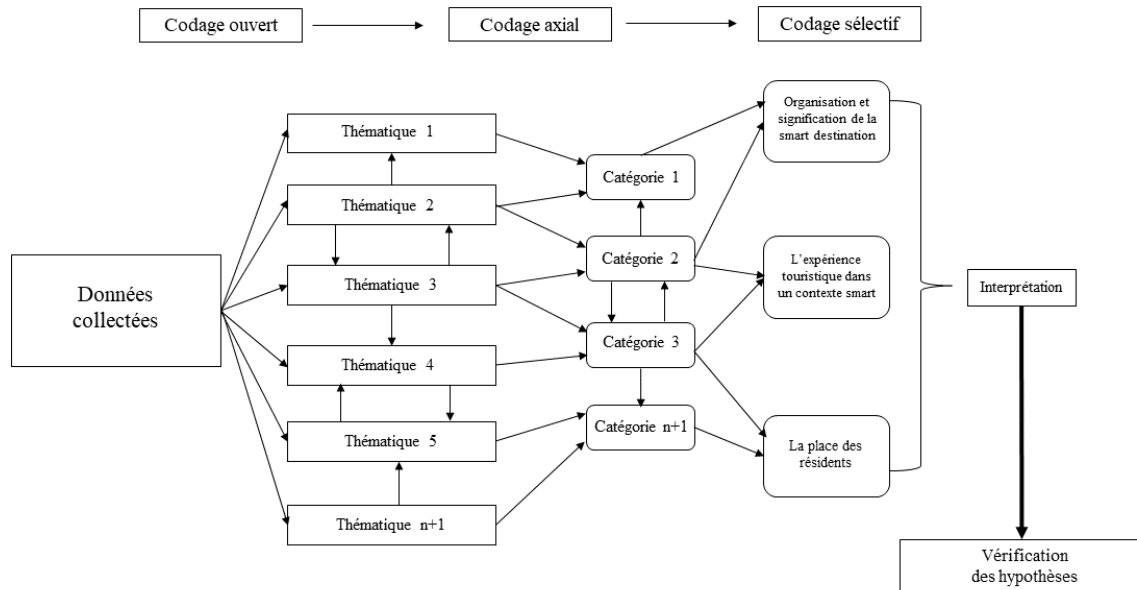 Codage ouvert
Codage axial
Codage sélectif
Données
collectées
Thématique 1
Thématique 2
Thématique 3
Thématique 4
Thématique 5
Thématique n+1
Catégorie 1
Catégorie 2
Catégorie 3
Catégorie n+1
Organisation et
signification de la
smart destination
L'expérience
touristique dans
un contexte smart
La place des
résidents
Interprétation
Vérification
des hypothèses